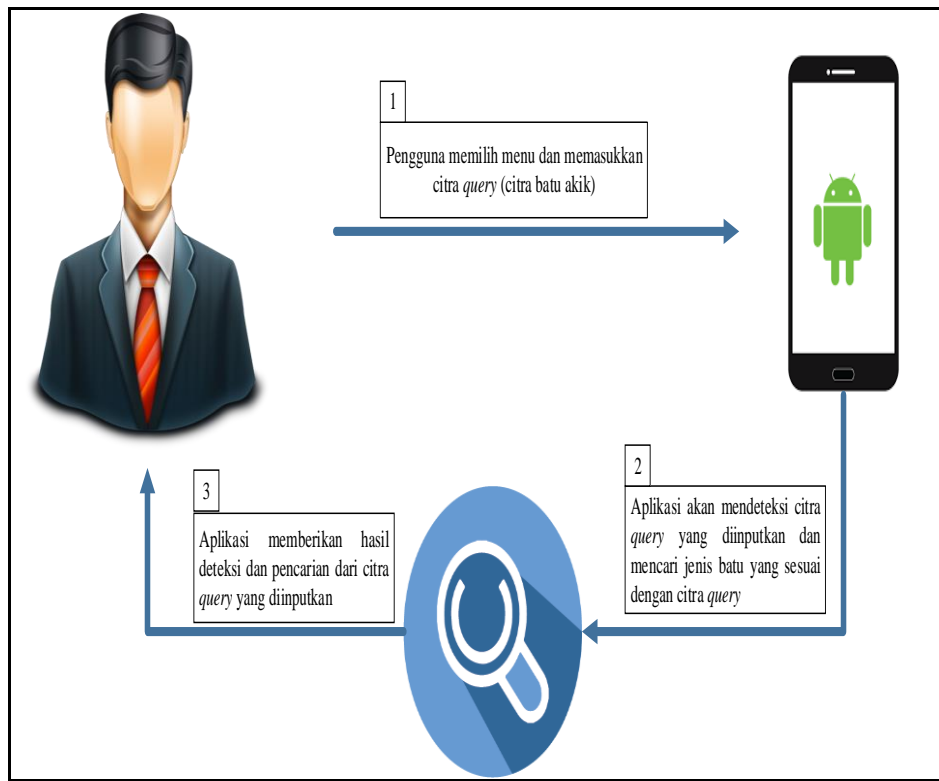 1
Pengguna memilih menu dan memasukkan
citra query (citra batu akik)
2
Aplikasi akan mendeteksi citra
query yang diinputkan dan
mencari jenis batu yang sesuai
dengan citra query
3
Aplikasi memberikan hasil
deteksi dan pencarian dari citra
query yang diinputkan